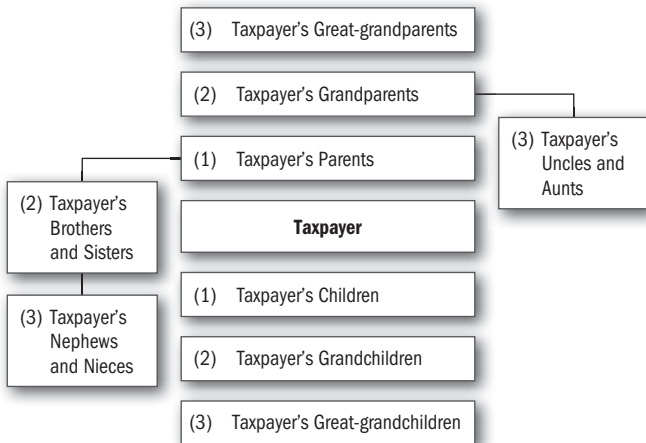 (3) Taxpayer's Great-grandparents
(2) Taxpayer's Grandparents
(3) Taxpayer's
Uncles and
Aunts
(1) Taxpayer's Parents
(2) Taxpayer's
Brothers
and Sisters
Taxpayer
(3) Taxpayer's
Nephews
and Nieces
(1) Taxpayer's Children
(2) Taxpayer's Grandchildren
(3) Taxpayer's Great-grandchildren